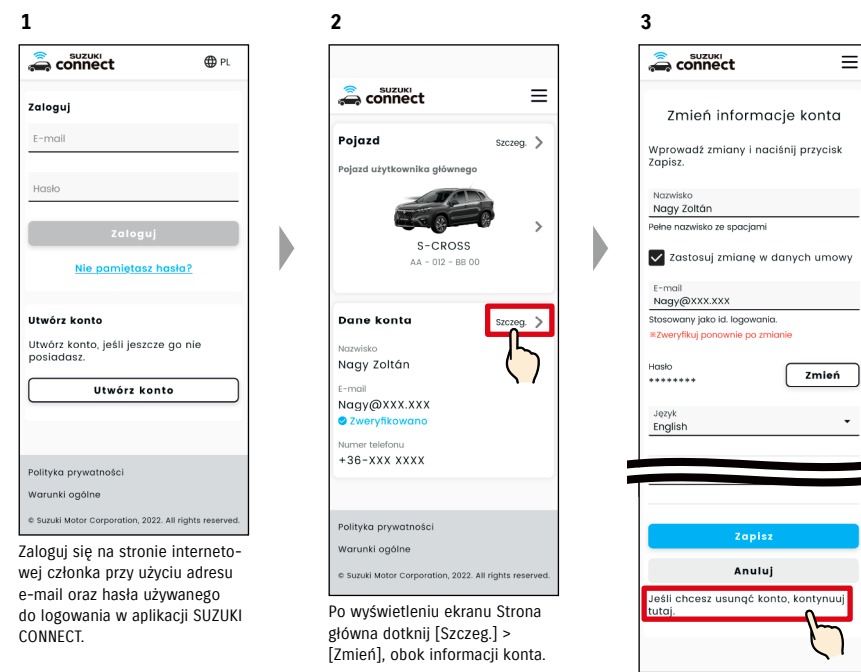 1
SUZUKI
connect
PL
Zaloguj
E-mail
Hasło
Zaloguj
Nie pamiętasz hasła?
Utwórz konto
Utwórz konto, jeśli jeszcze go nie
posiadasz.
Utwórz konto
Polityka prywatności
Warunki ogólne
© Suzuki Motor Corporation, 2022. All rights reserved.
Zaloguj się na stronie interneto-
wej członka przy użyciu adresu
e-mail oraz hasła używanego
do logowania w aplikacji SUZUKI
CONNECT.
2
SUZUKI
connect
Pojazd
Szczeg.
Pojazd użytkownika głównego
S-CROSS
AA - 012 - BB 00
Dane konta
Szczeg.
Nazwisko
Nagy Zoltán
E-mail
Nagy@XXX.XXX
Zweryfikowano
Numer telefonu
+36-XXX XXXX
Polityka prywatności
Warunki ogólne
© Suzuki Motor Corporation, 2022. All rights reserved.
Po wyświetleniu ekranu Strona
główna dotknij [Szczeg.] >
[Zmień], obok informacji konta.
3
SUZUKI
connect
Zmień informacje konta
Wprowadź zmiany i naciśnij przycisk
Zapisz.
Nazwisko
Nagy Zoltán
Pełne nazwisko ze spacjami
Zastosuj zmianę w danych umowy
E-mail
Nagy@XXX.XXX
Stosowany jako id. logowania.
※Zweryfikuj ponownie po zmianie
Hasło
********
Zmień
Język
English
Zapisz
Anuluj
Jeśli chcesz usunąć konto, kontynuuj
tutaj.